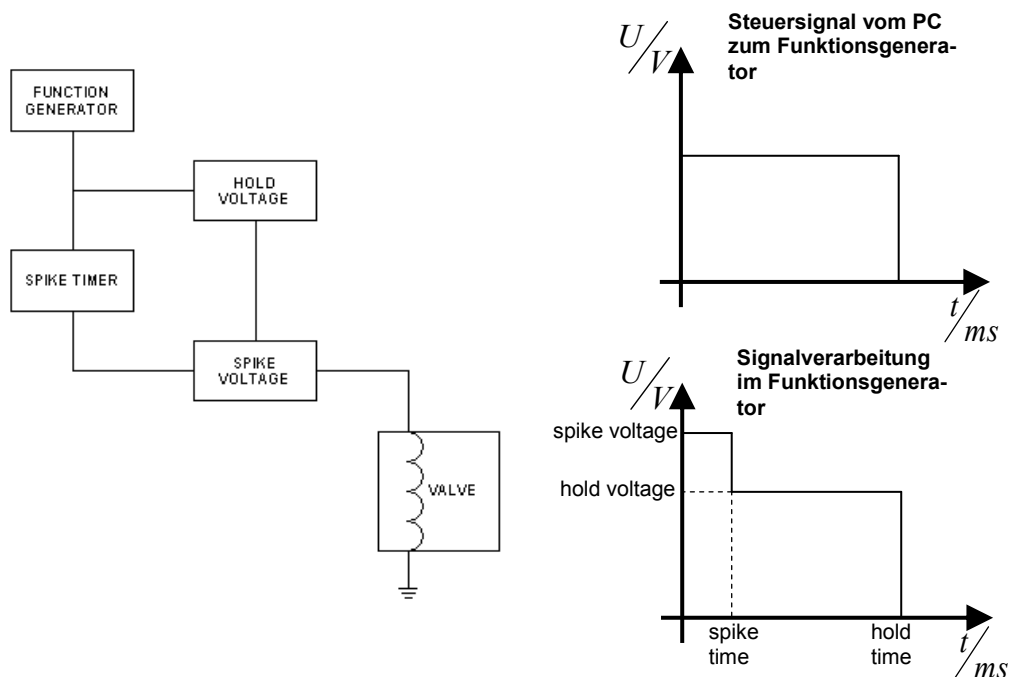 FUNCTION
GENERATOR
HOLD
VOLTAGE
SPIKE TIMER
SPIKE
VOLTAGE
VALVE
Steuersignal vom PC
zum Funktionsgenera-
tor
U/V
t/ms
Signalverarbeitung
im Funktionsgenera-
tor
U/V
spike voltage
hold voltage
spike
time
hold
time
t/ms